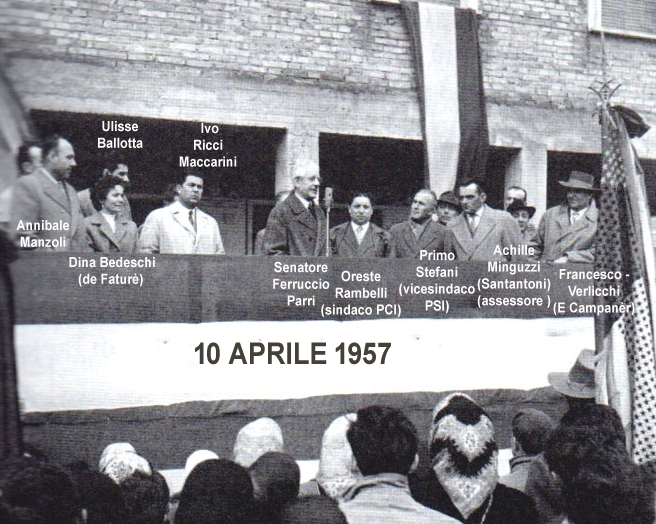 Ulisse
Ballotta
Ivo
Ricci
Maccarini
Annibale
Manzoli
Dina Bedeschi
(de Faturè)
Senatore
Ferruccio
Parri
Oreste
Rambelli
(sindaco PCI)
Primo
Stefani
(vicesindaco
PSI)
Achille
Minguzzi
(Santantoni)
(assessore )
Francesco -
Verlicchi
(E Campanèr)
10 APRILE 1957